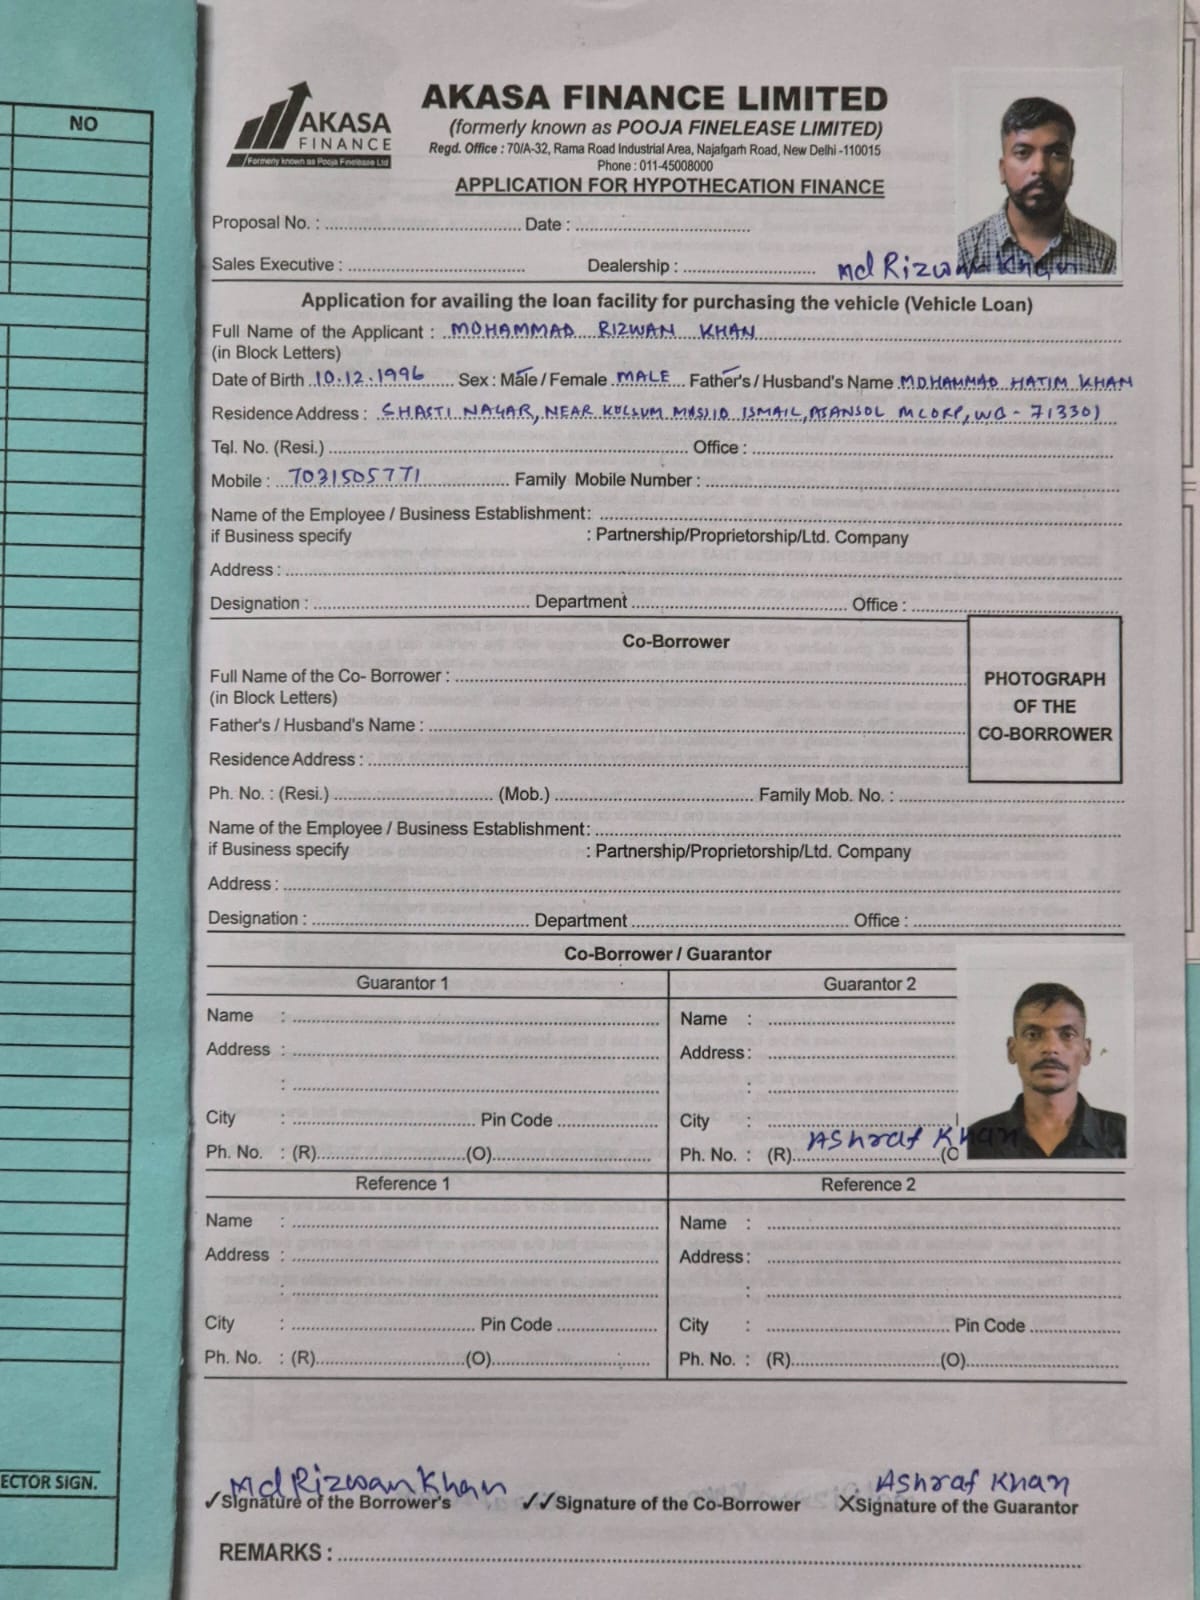 NO
ECTOR SIGN.
AKASA
FINANCE
Formerly known as Pooja Finelease Ltd
AKASA FINANCE LIMITED
(formerly known as POOJA FINELEASE LIMITED)
Regd. Office : 70/A-32, Rama Road Industrial Area, Najafgarh Road, New Delhi -110015
Phone : 011-45008000
APPLICATION FOR HYPOTHECATION FINANCE
Proposal No. : Date :
Sales Executive : Dealership : Md Rizwan Khan
Application for availing the loan facility for purchasing the vehicle (Vehicle Loan)
Full Name of the Applicant : MOHAMMAD RIZWAN KHAN
(in Block Letters)
Date of Birth 10.12.1996 Sex : Male / Female MALE Father's / Husband's Name MOHAMMAD HATIM KHAN
Residence Address : SHASTI NAGAR, NEAR KULSUM MASJID ISMAIL, ASANSOL MCORP, WB - 713301
Tel. No. (Resi.) Office :
Mobile : 7031505771 Family Mobile Number :
Name of the Employee / Business Establishment:
if Business specify : Partnership/Proprietorship/Ltd. Company
Address :
Designation : Department Office :
Co-Borrower
Full Name of the Co- Borrower :
(in Block Letters)
Father's / Husband's Name :
Residence Address :
PHOTOGRAPH
OF THE
CO-BORROWER
Ph. No. : (Resi.) (Mob.) Family Mob. No. :
Name of the Employee / Business Establishment:
if Business specify : Partnership/Proprietorship/Ltd. Company
Address :
Designation : Department Office :
Co-Borrower / Guarantor
Guarantor 1 Guarantor 2
Name : Name :
Address : Address :
: :
City : Pin Code City :
Ph. No. : (R) (O) Ph. No. : (R) Ashraf Khan (O
Reference 1 Reference 2
Name : Name :
Address : Address :
: :
City : Pin Code City : Pin Code
Ph. No. : (R) (O) Ph. No. : (R) (O)
Md Rizwan Khan Ashraf Khan
✓Signature of the Borrower's ✓✓Signature of the Co-Borrower XSignature of the Guarantor
REMARKS :